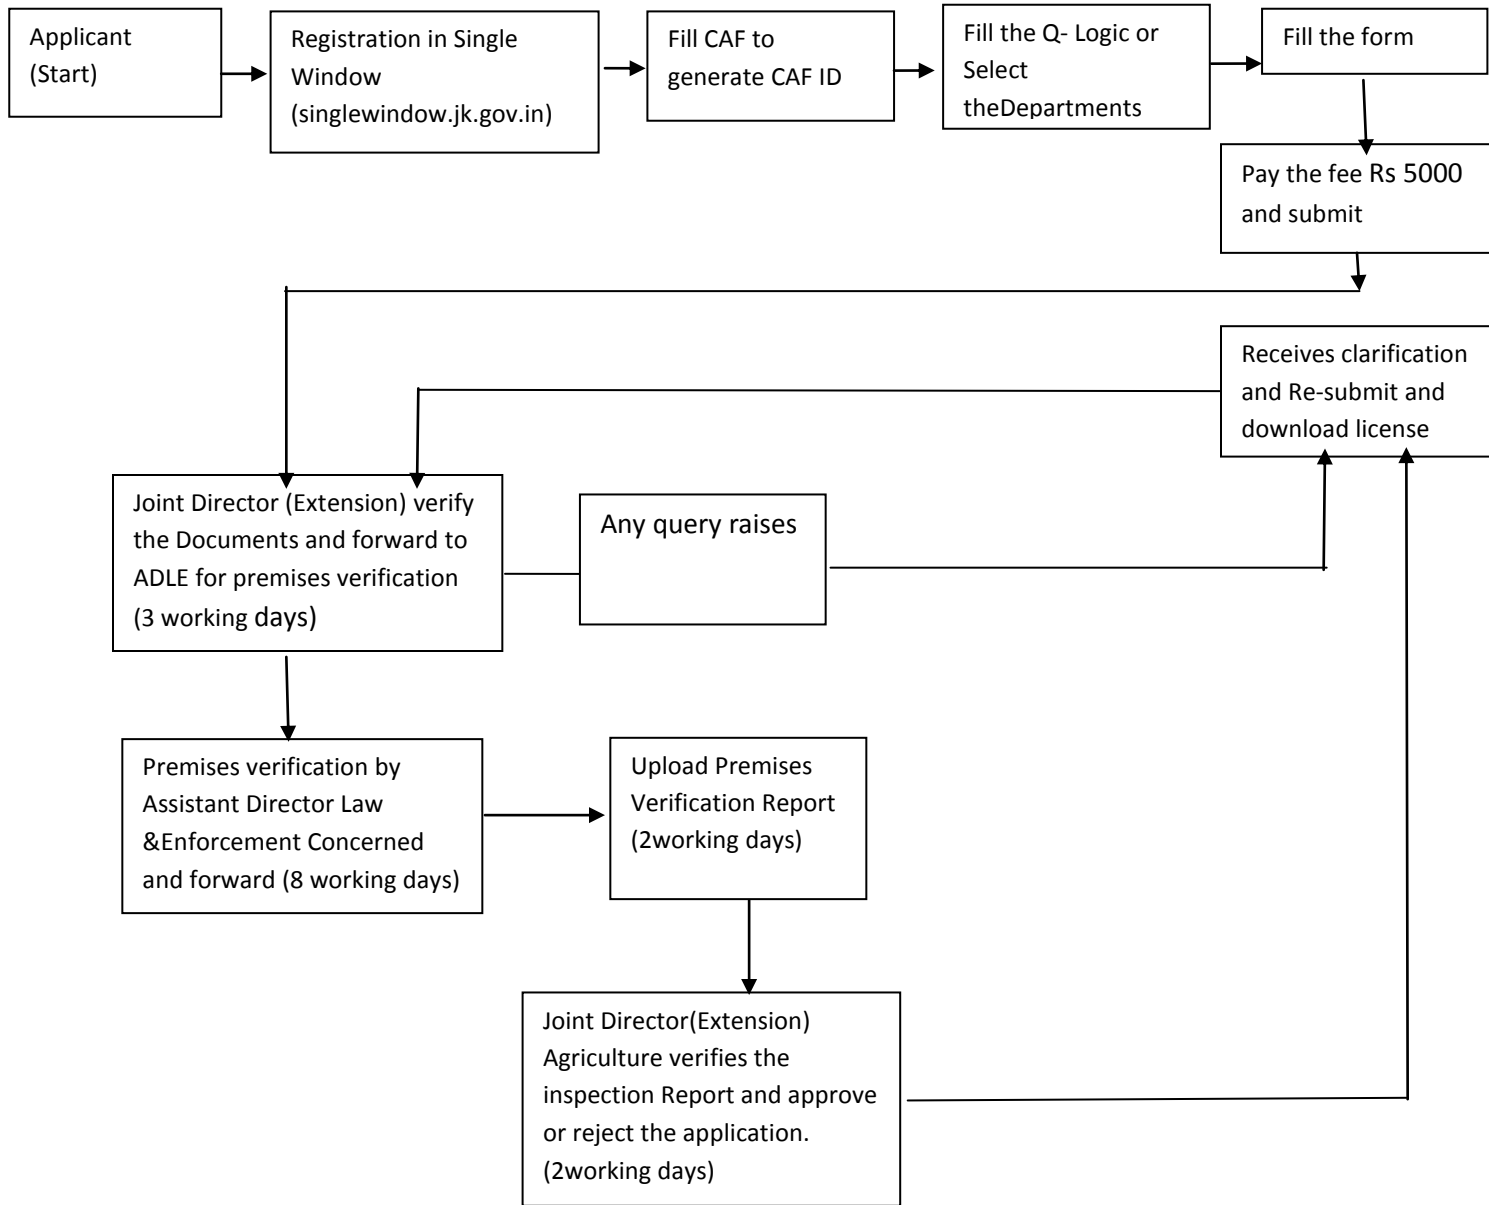 Applicant
(Start)
Registration in Single
Window
(singlewindow.jk.gov.in)
Fill CAF to
generate CAF ID
Fill the Q- Logic or
Select
theDepartments
Fill the form
Pay the fee Rs 5000
and submit
Receives clarification
and Re-submit and
download license
Joint Director (Extension) verify
the Documents and forward to
ADLE for premises verification
(3 working days)
Any query raises
Premises verification by
Assistant Director Law
&Enforcement Concerned
and forward (8 working days)
Upload Premises
Verification Report
(2working days)
Joint Director(Extension)
Agriculture verifies the
inspection Report and approve
or reject the application.
(2working days)